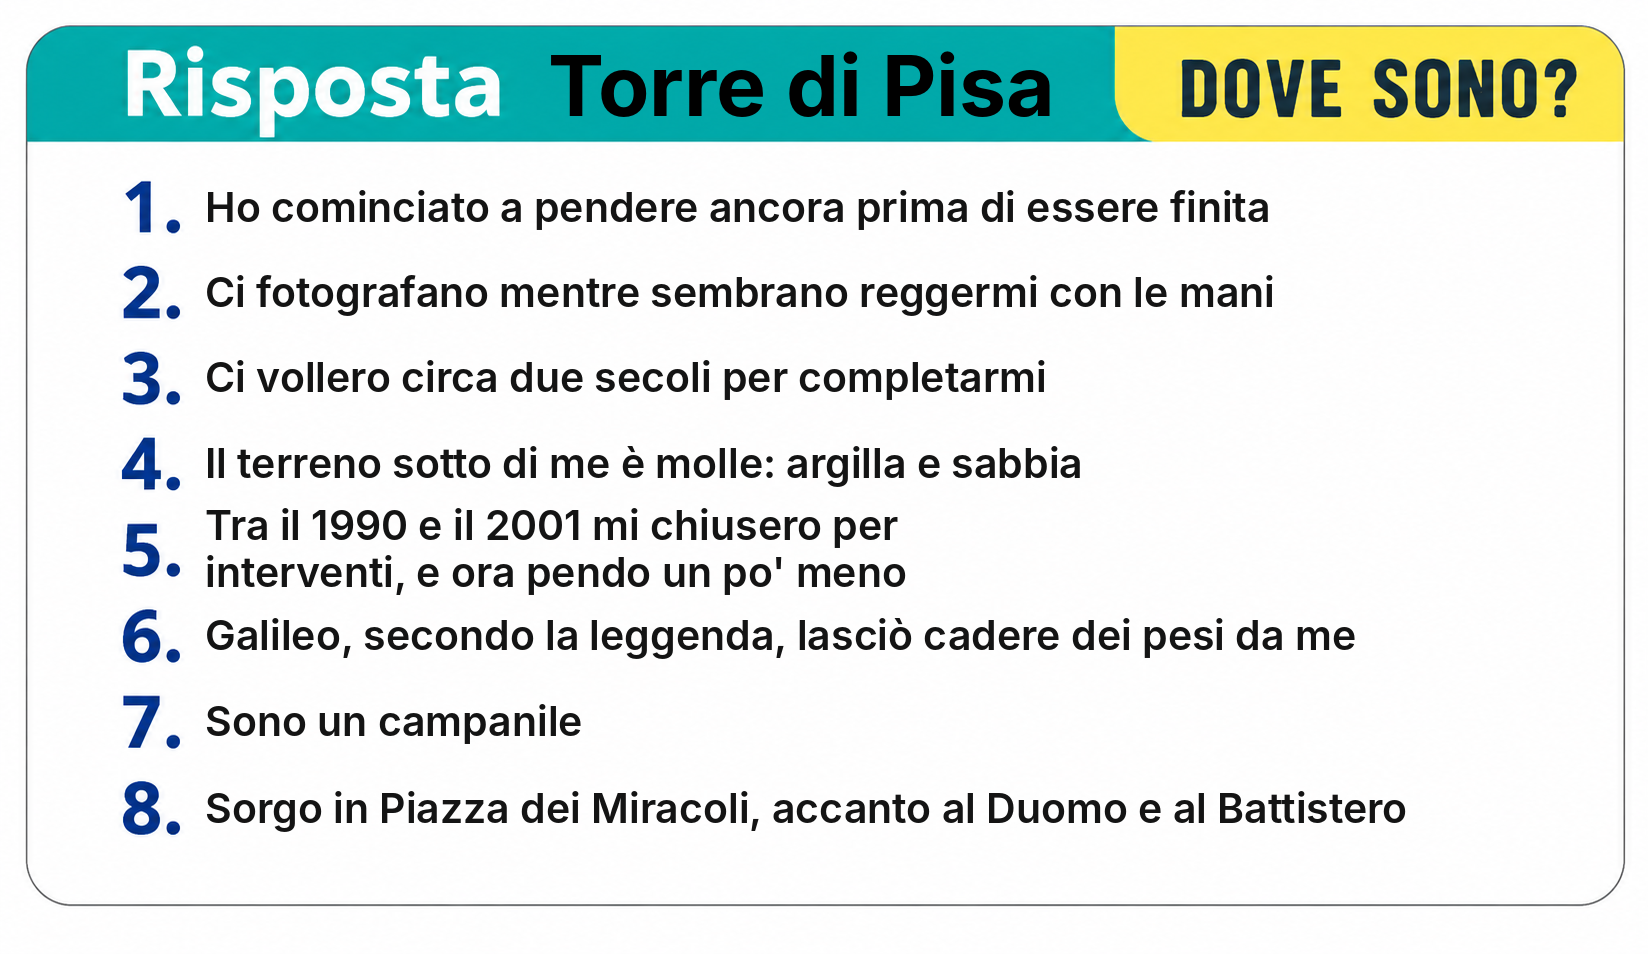 Risposta Torre di Pisa DOVE SONO?
1. Ho cominciato a pendere ancora prima di essere finita
2. Ci fotografano mentre sembrano reggermi con le mani
3. Ci vollero circa due secoli per completarmi
4. Il terreno sotto di me è molle: argilla e sabbia
5. Tra il 1990 e il 2001 mi chiusero per
interventi, e ora pendo un po' meno
6. Galileo, secondo la leggenda, lasciò cadere dei pesi da me
7. Sono un campanile
8. Sorgo in Piazza dei Miracoli, accanto al Duomo e al Battistero